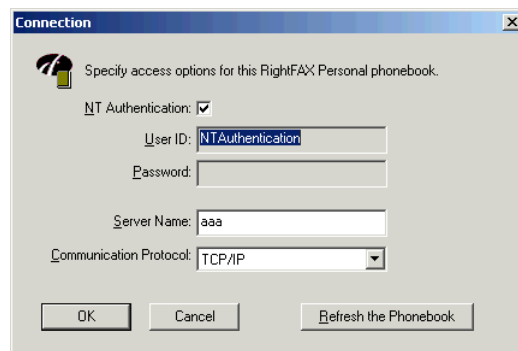 Connection
Specify access options for this RightFAX Personal phonebook.
NT Authentication:
User ID: NTAuthentication
Password:
Server Name: aaa
Communication Protocol: TCP/IP
OK Cancel Refresh the Phonebook